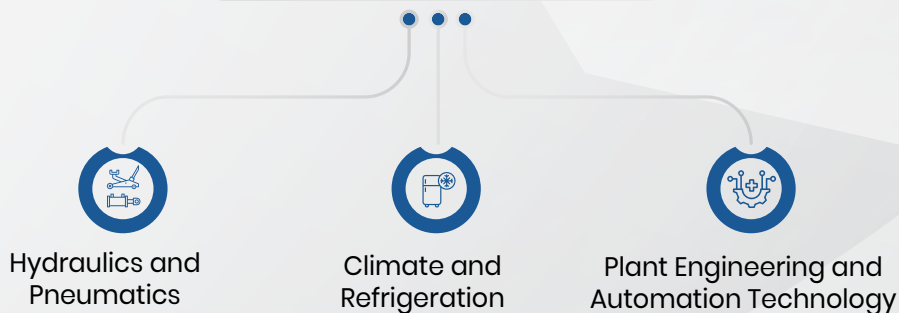 Hydraulics and
Pneumatics
Climate and
Refrigeration
Plant Engineering and
Automation Technology